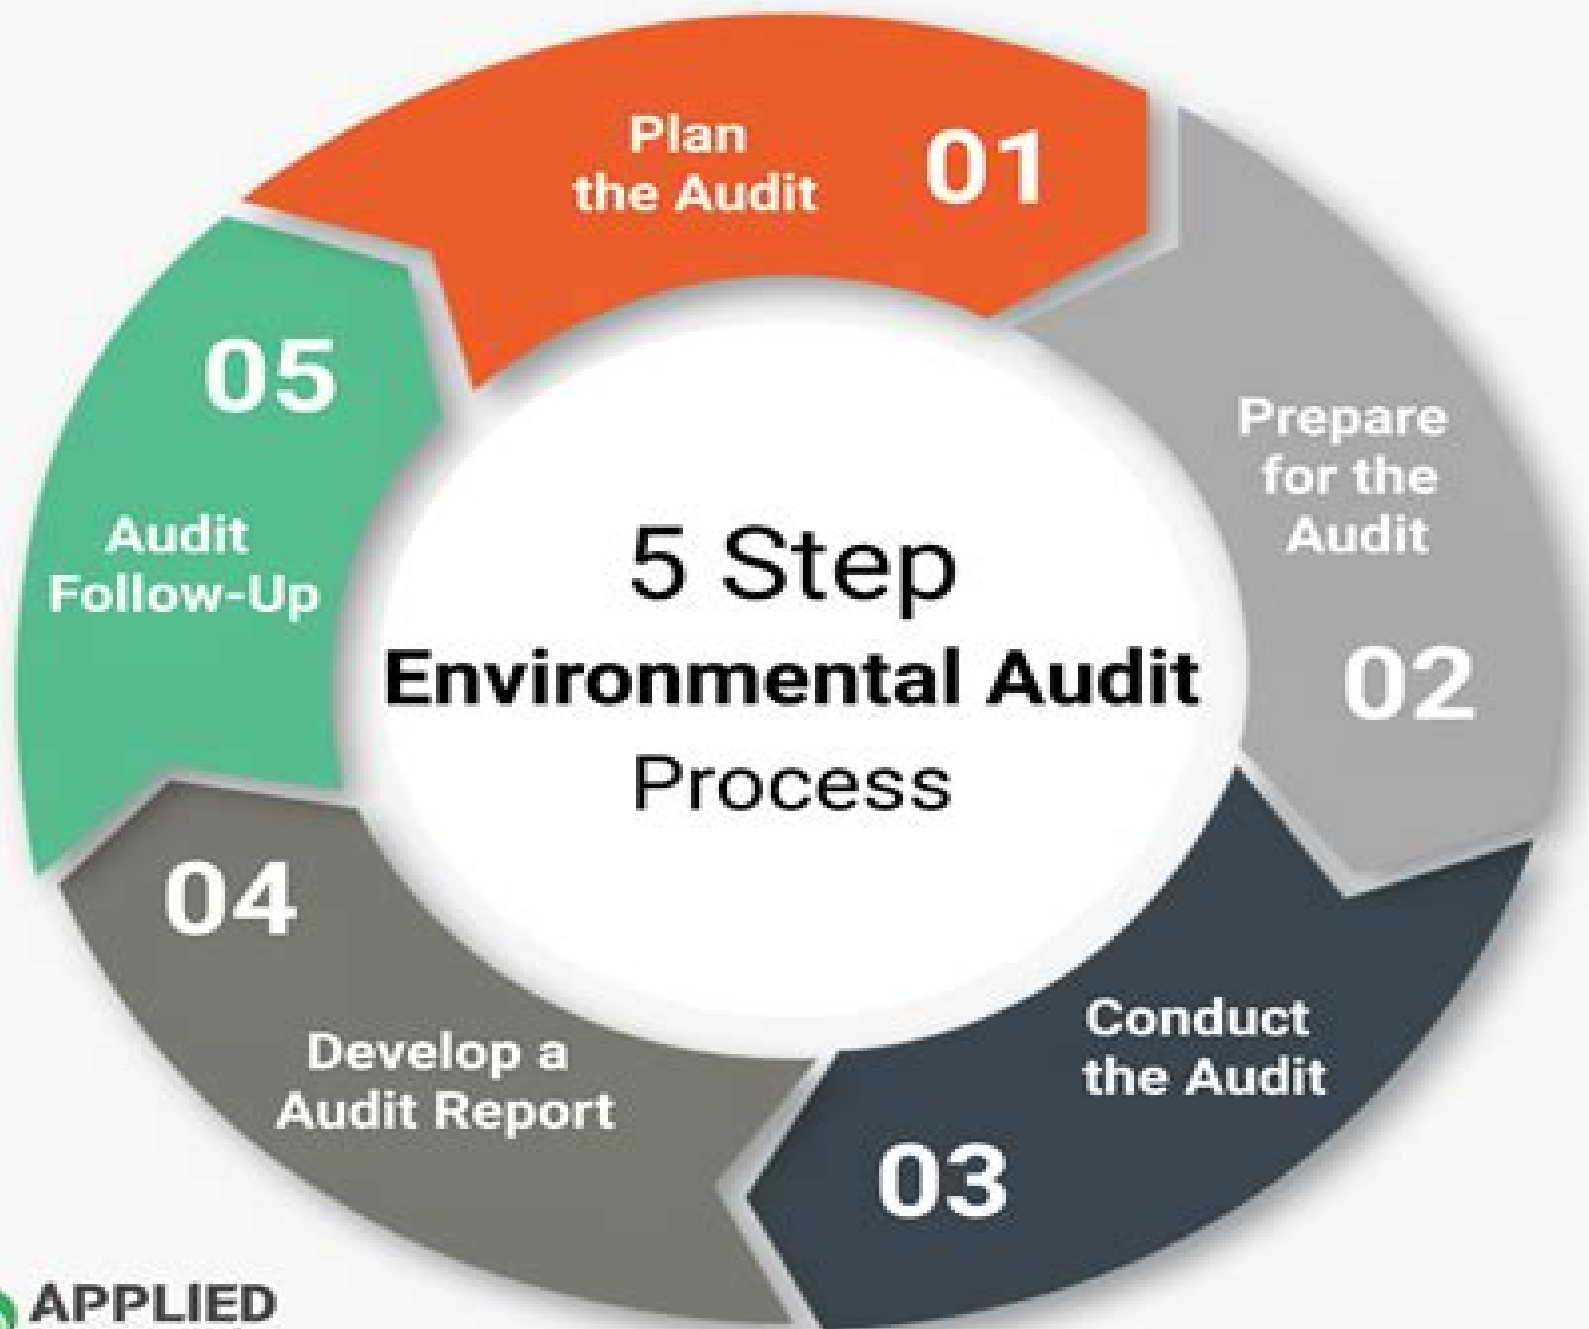 Plan
the Audit
01
Prepare
for the
Audit
02
Conduct
the Audit
03
04
Develop a
Audit Report
05
Audit
Follow-Up
5 Step
Environmental Audit
Process
APPLIED